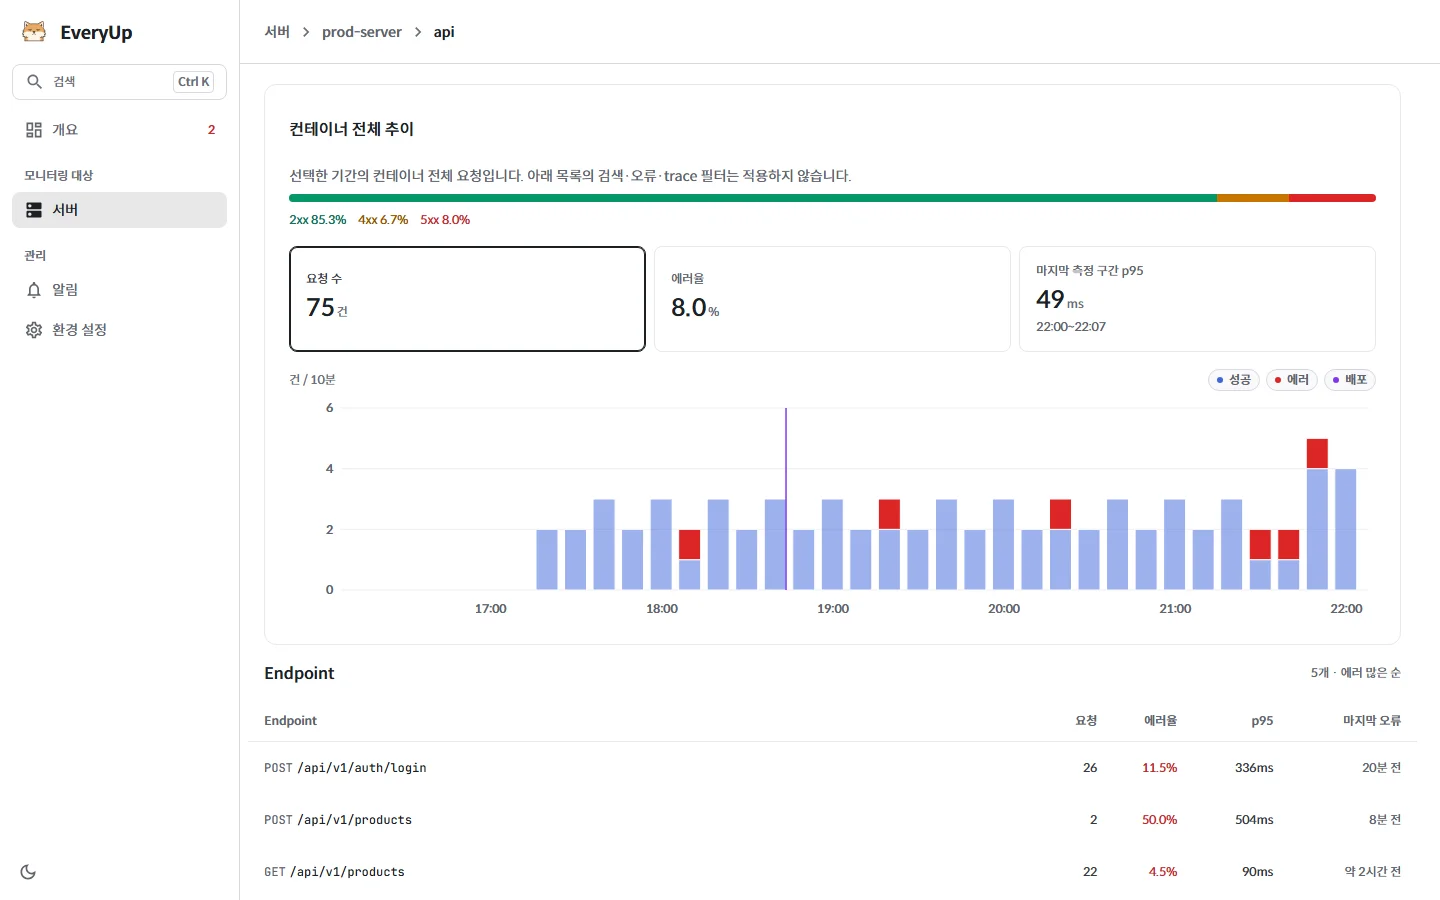 EveryUp
검색 Ctrl K
개요 2
모니터링 대상
서버
관리
알림
환경 설정
서버 > prod-server > api
컨테이너 전체 추이
선택한 기간의 컨테이너 전체 요청입니다. 아래 목록의 검색·오류·trace 필터는 적용하지 않습니다.
2xx 85.3% 4xx 6.7% 5xx 8.0%
요청 수
75건
에러율
8.0%
마지막 측정 구간 p95
49ms
22:00~22:07
건 / 10분
성공 에러 배포
6
4
2
0
17:00 18:00 19:00 20:00 21:00 22:00
Endpoint
5개 · 에러 많은 순
Endpoint 요청 에러율 p95 마지막 오류
POST /api/v1/auth/login 26 11.5% 336ms 20분 전
POST /api/v1/products 2 50.0% 504ms 8분 전
GET /api/v1/products 22 4.5% 90ms 약 2시간 전